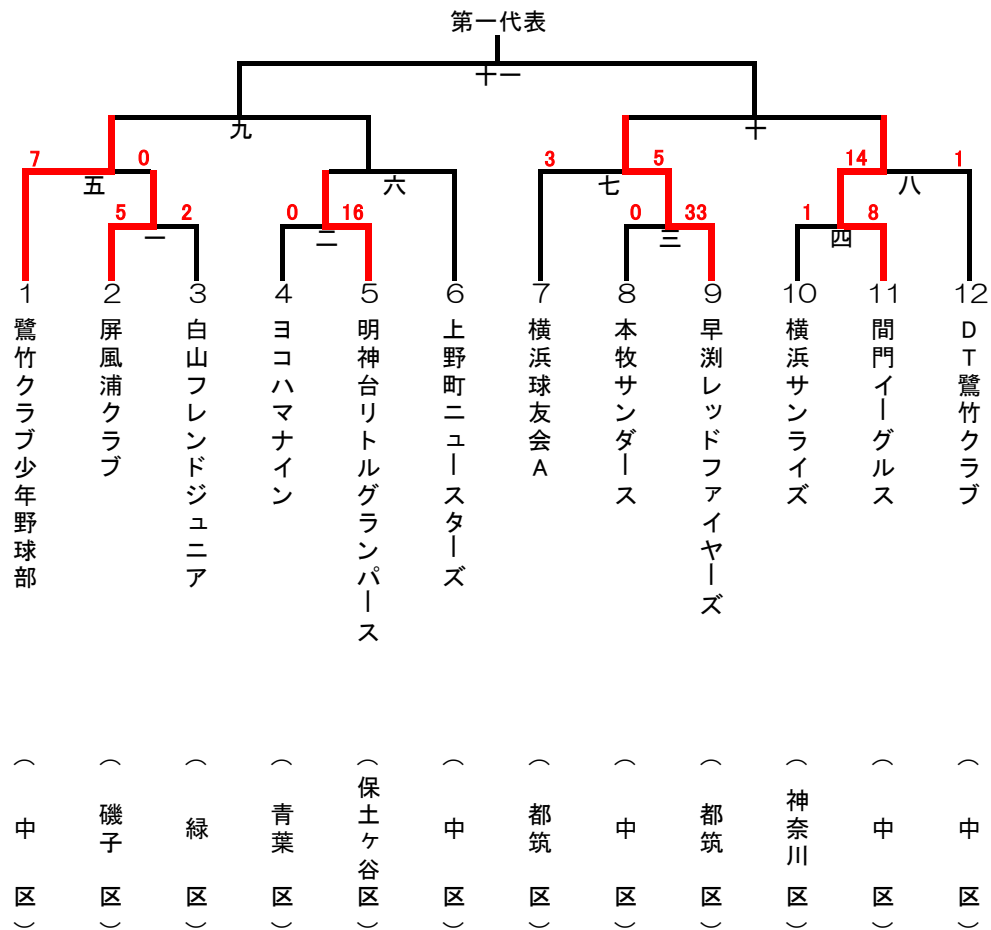 第一代表
十一
九
十
7
0
3
5
14
1
五
六
七
八
5
2
0
16
0
33
1
8
一
二
三
四
1
2
3
4
5
6
7
8
9
10
11
12
鷺竹クラブ少年野球部
屏風浦クラブ
白山フレンドジュニア
ヨコハマナイン
明神台リトルグランパース
上野町ニュースターズ
横浜球友会A
本牧サンダース
早渕レッドファイヤーズ
横浜サンライズ
間門イーグルス
DT鷺竹クラブ
(中区)
(磯子区)
(緑区)
(青葉区)
(保土ヶ谷区)
(中区)
(都筑区)
(中区)
(都筑区)
(神奈川区)
(中区)
(中区)